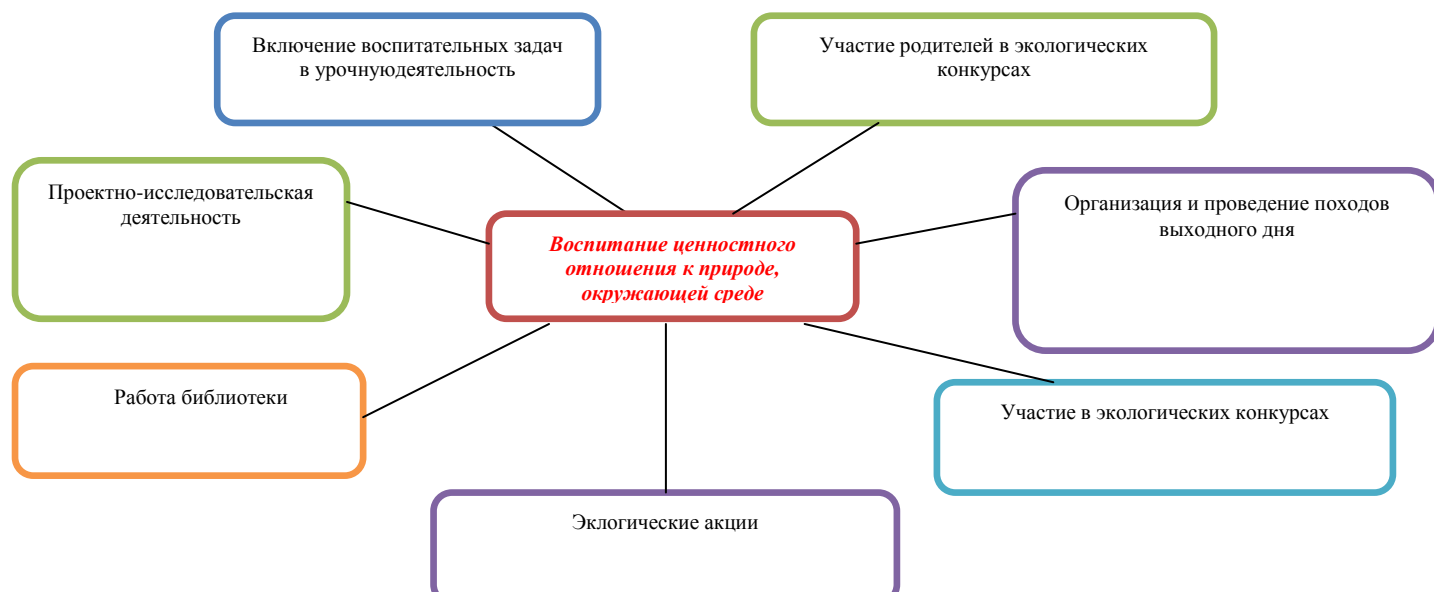 Включение воспитательных задач
в урочнуюдеятельность
Участие родителей в экологических
конкурсах
Проектно-исследовательская
деятельность
Организация и проведение походов
выходного дня
Воспитание ценностного
отношения к природе,
окружающей среде
Работа библиотеки
Участие в экологических конкурсах
Эклогические акции